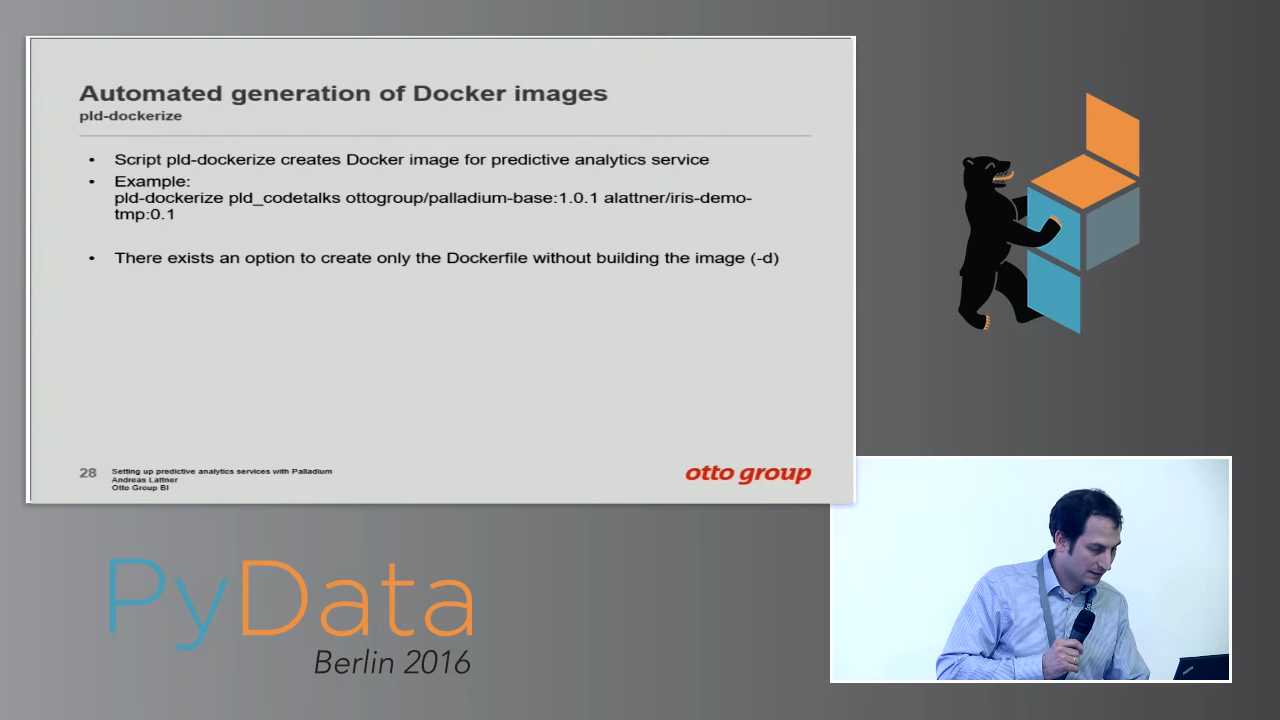 Automated generation of Docker images
pld-dockerize
• Script pld-dockerize creates Docker image for predictive analytics service
• Example:
pld-dockerize pld_codetalks ottogroup/palladium-base:1.0.1 alattner/iris-demo-
tmp:0.1
• There exists an option to create only the Dockerfile without building the image (-d)
28
Setting up predictive analytics services with Palladium
Andreas Lattner
Otto Group BI
otto group
PyData
Berlin 2016